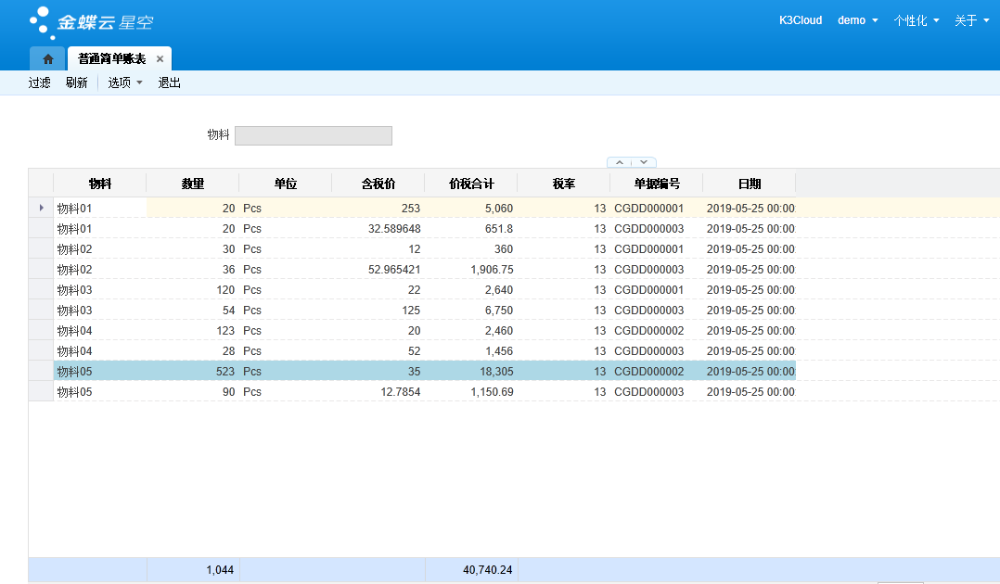 金蝶云 星空 K3Cloud demo 个性化 关于
普通简单账表 ×
过滤 刷新 选项 退出
物料
物料 数量 单位 含税价 价税合计 税率 单据编号 日期
物料01 20 Pcs 253 5,060 13 CGDD000001 2019-05-25 00:00
物料01 20 Pcs 32.589648 651.8 13 CGDD000003 2019-05-25 00:00
物料02 30 Pcs 12 360 13 CGDD000001 2019-05-25 00:00
物料02 36 Pcs 52.965421 1,906.75 13 CGDD000003 2019-05-25 00:00
物料03 120 Pcs 22 2,640 13 CGDD000001 2019-05-25 00:00
物料03 54 Pcs 125 6,750 13 CGDD000003 2019-05-25 00:00
物料04 123 Pcs 20 2,460 13 CGDD000002 2019-05-25 00:00
物料04 28 Pcs 52 1,456 13 CGDD000003 2019-05-25 00:00
物料05 523 Pcs 35 18,305 13 CGDD000002 2019-05-25 00:00
物料05 90 Pcs 12.7854 1,150.69 13 CGDD000003 2019-05-25 00:00
1,044 40,740.24